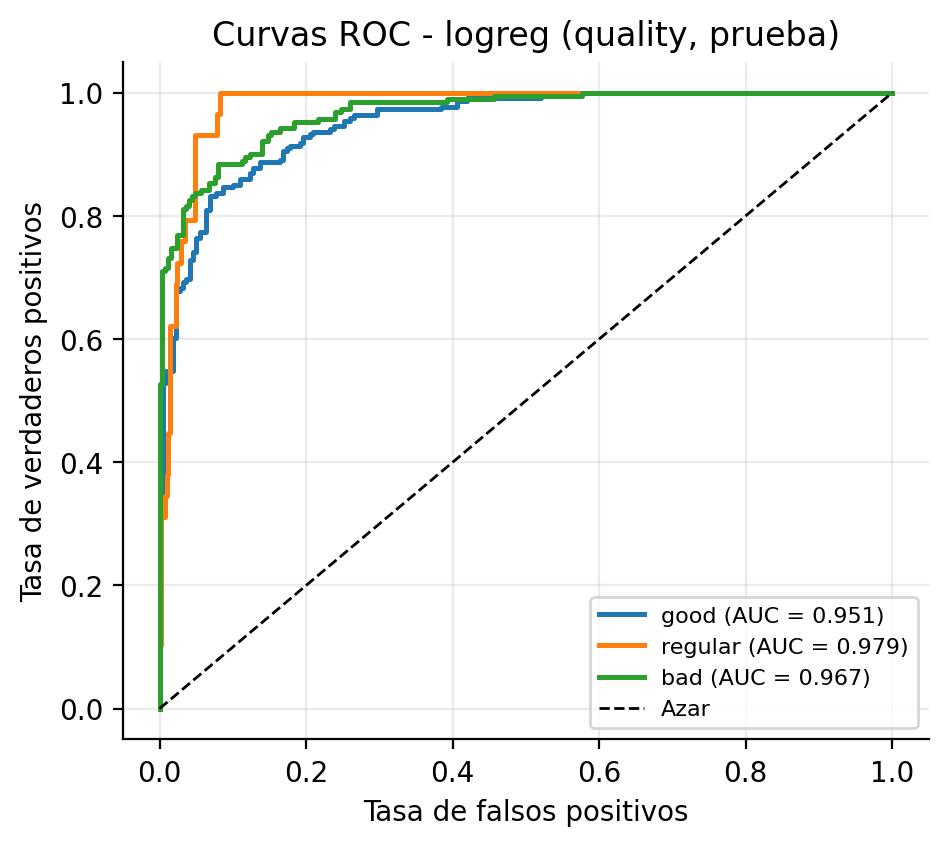 Curvas ROC - logreg (quality, prueba)
Tasa de verdaderos positivos
1.0
0.8
0.6
0.4
0.2
0.0
0.0 0.2 0.4 0.6 0.8 1.0
Tasa de falsos positivos
good (AUC = 0.951)
regular (AUC = 0.979)
bad (AUC = 0.967)
Azar